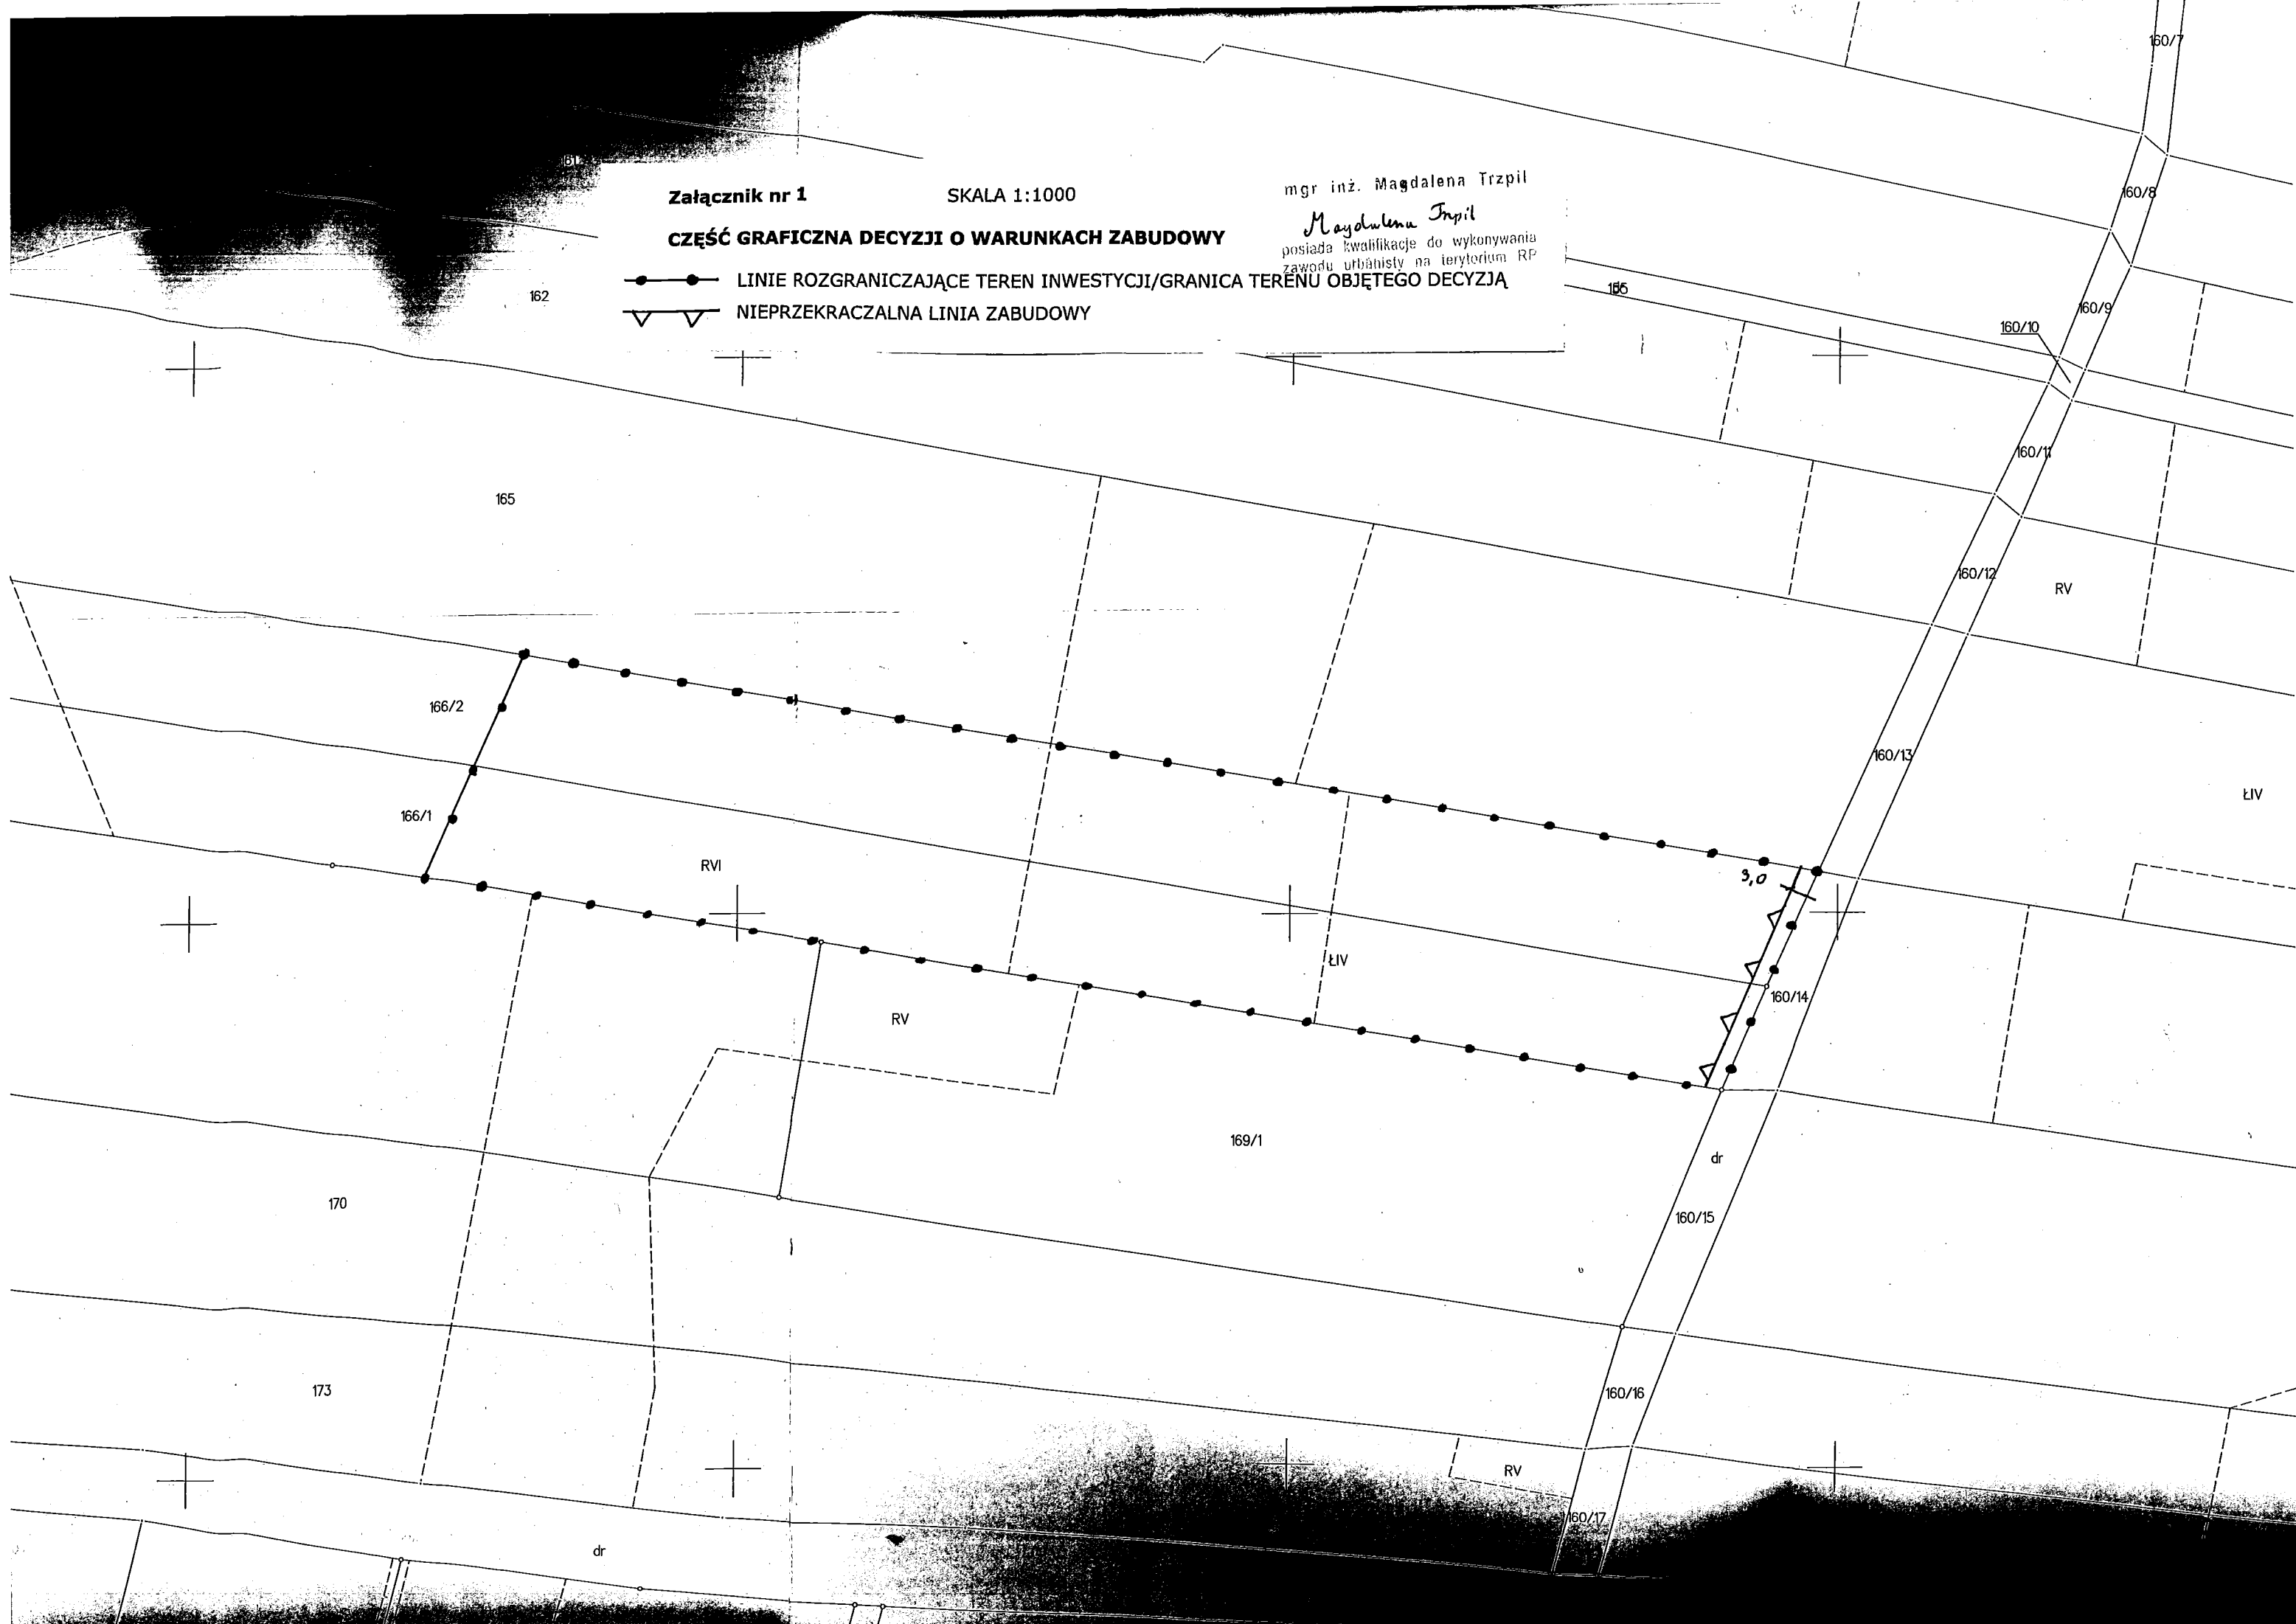 160/7
160/8
Załącznik nr 1 SKALA 1:1000
mgr inż. Magdalena Trzpil
CZĘŚĆ GRAFICZNA DECYZJI O WARUNKACH ZABUDOWY
Magdalena Trzpil
posiada kwalifikacje do wykonywania
zawodu urbanisty na terytorium RP
LINIE ROZGRANICZAJĄCE TEREN INWESTYCJI/GRANICA TERENU OBJĘTEGO DECYZJĄ
NIEPRZEKRACZALNA LINIA ZABUDOWY
162
160/9
160/10
160/11
165
160/12
RV
166/2
160/13
ŁIV
166/1
RVI
3,0
ŁIV
160/14
RV
169/1
dr
170
160/15
173
160/16
RV
160/17
dr